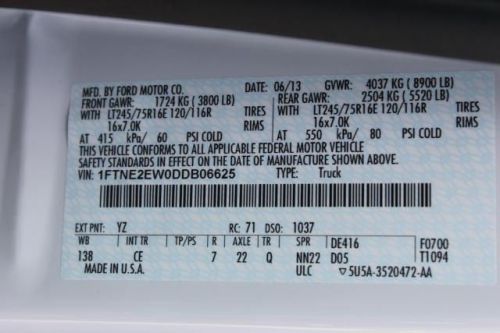 MFD. BY FORD MOTOR CO. DATE: 06/13 GVWR: 4037 KG ( 8900 LB)
FRONT GAWR: 1724 KG ( 3800 LB) REAR GAWR: 2504 KG ( 5520 LB)
WITH LT245/75R16E 120/116R TIRES WITH LT245/75R16E 120/116R TIRES
16x7.0K RIMS 16x7.0K RIMS
AT 415 kPa/ 60 PSI COLD AT 550 kPa/ 80 PSI COLD
THIS VEHICLE CONFORMS TO ALL APPLICABLE FEDERAL MOTOR VEHICLE
SAFETY STANDARDS IN EFFECT ON THE DATE OF MANUFACTURE SHOWN ABOVE.
VIN: 1FTNE2EW0DDB06625 TYPE: Truck
EXT PNT: YZ RC: 71 DSO: 1037
WB INT TR TP/PS R AXLE TR SPR DE416 F0700
138 CE 7 22 Q NN22 D05 T1094
MADE IN U.S.A. ULC 5U5A-3520472-AA